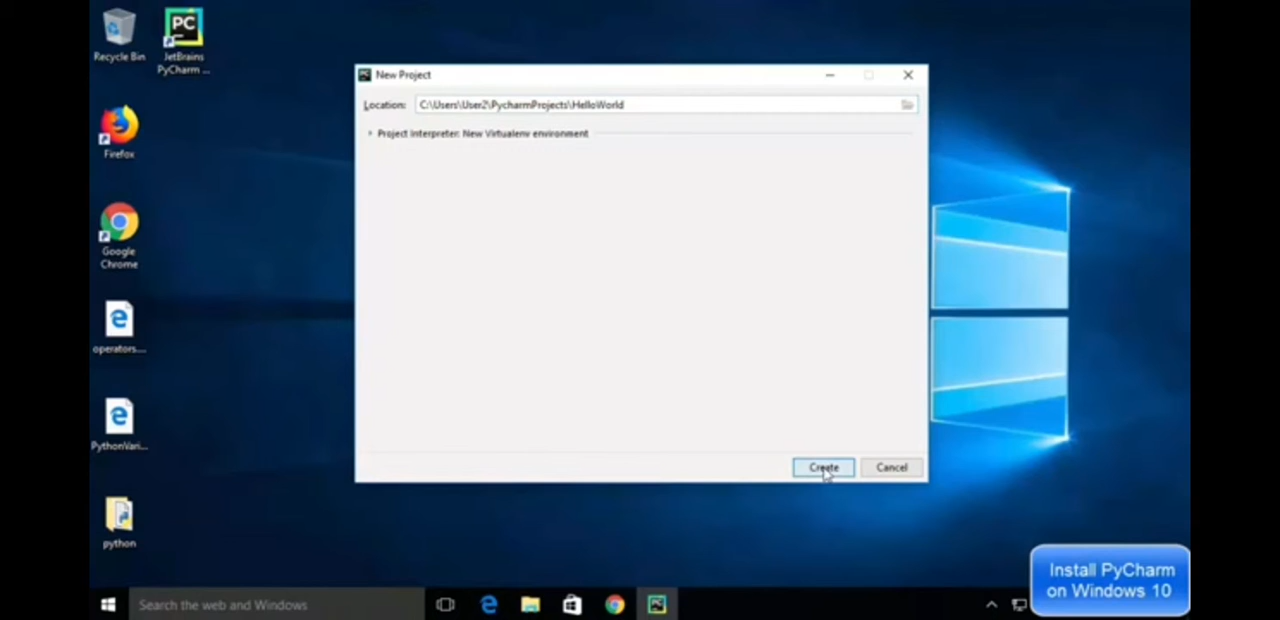 Recycle Bin
JetBrains
PyCharm ...
Firefox
Google
Chrome
operators....
PythonVari...
python
New Project
Location: C:\Users\User2\PycharmProjects\HelloWorld
Project Interpreter: New Virtualenv environment
Create
Cancel
Search the web and Windows
Install PyCharm
on Windows 10